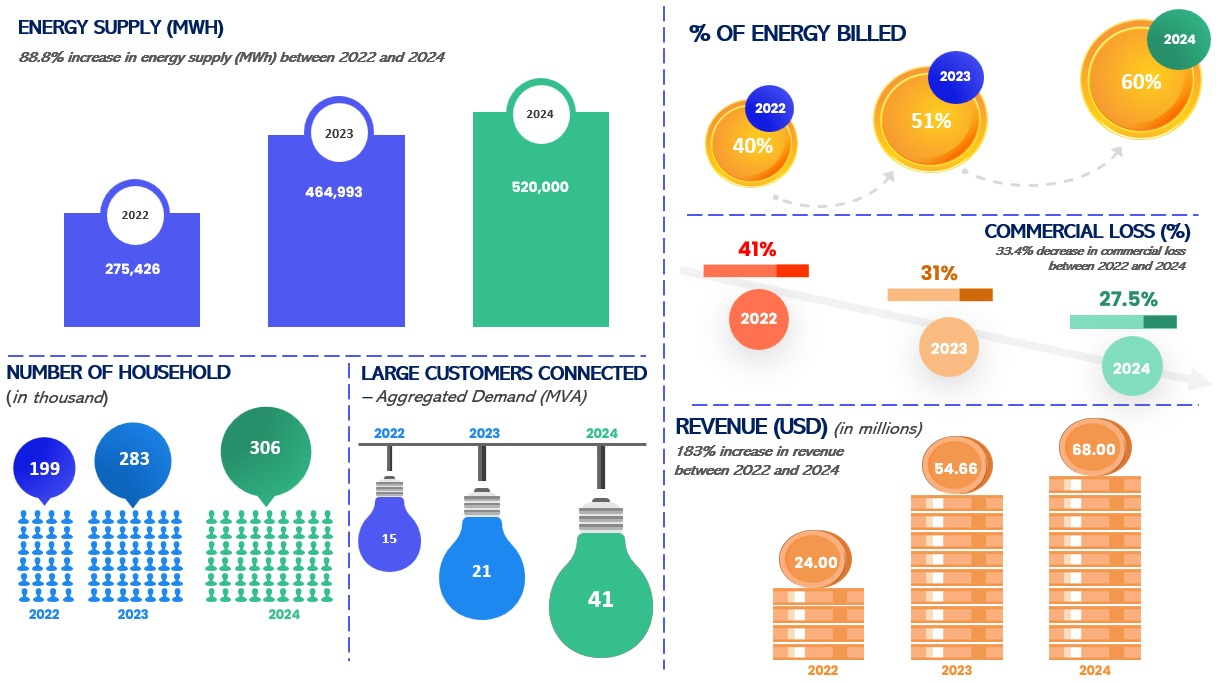 ENERGY SUPPLY (MWH)
88.8% increase in energy supply (MWh) between 2022 and 2024
2022
275,426
2023
464,993
2024
520,000
% OF ENERGY BILLED
2022
40%
2023
51%
2024
60%
COMMERCIAL LOSS (%)
33.4% decrease in commercial loss
between 2022 and 2024
41%
2022
31%
2023
27.5%
2024
NUMBER OF HOUSEHOLD
(in thousand)
199
283
306
2022
2023
2024
LARGE CUSTOMERS CONNECTED
– Aggregated Demand (MVA)
2022
2023
2024
15
21
41
REVENUE (USD) (in millions)
183% increase in revenue
between 2022 and 2024
24.00
54.66
68.00
2022
2023
2024